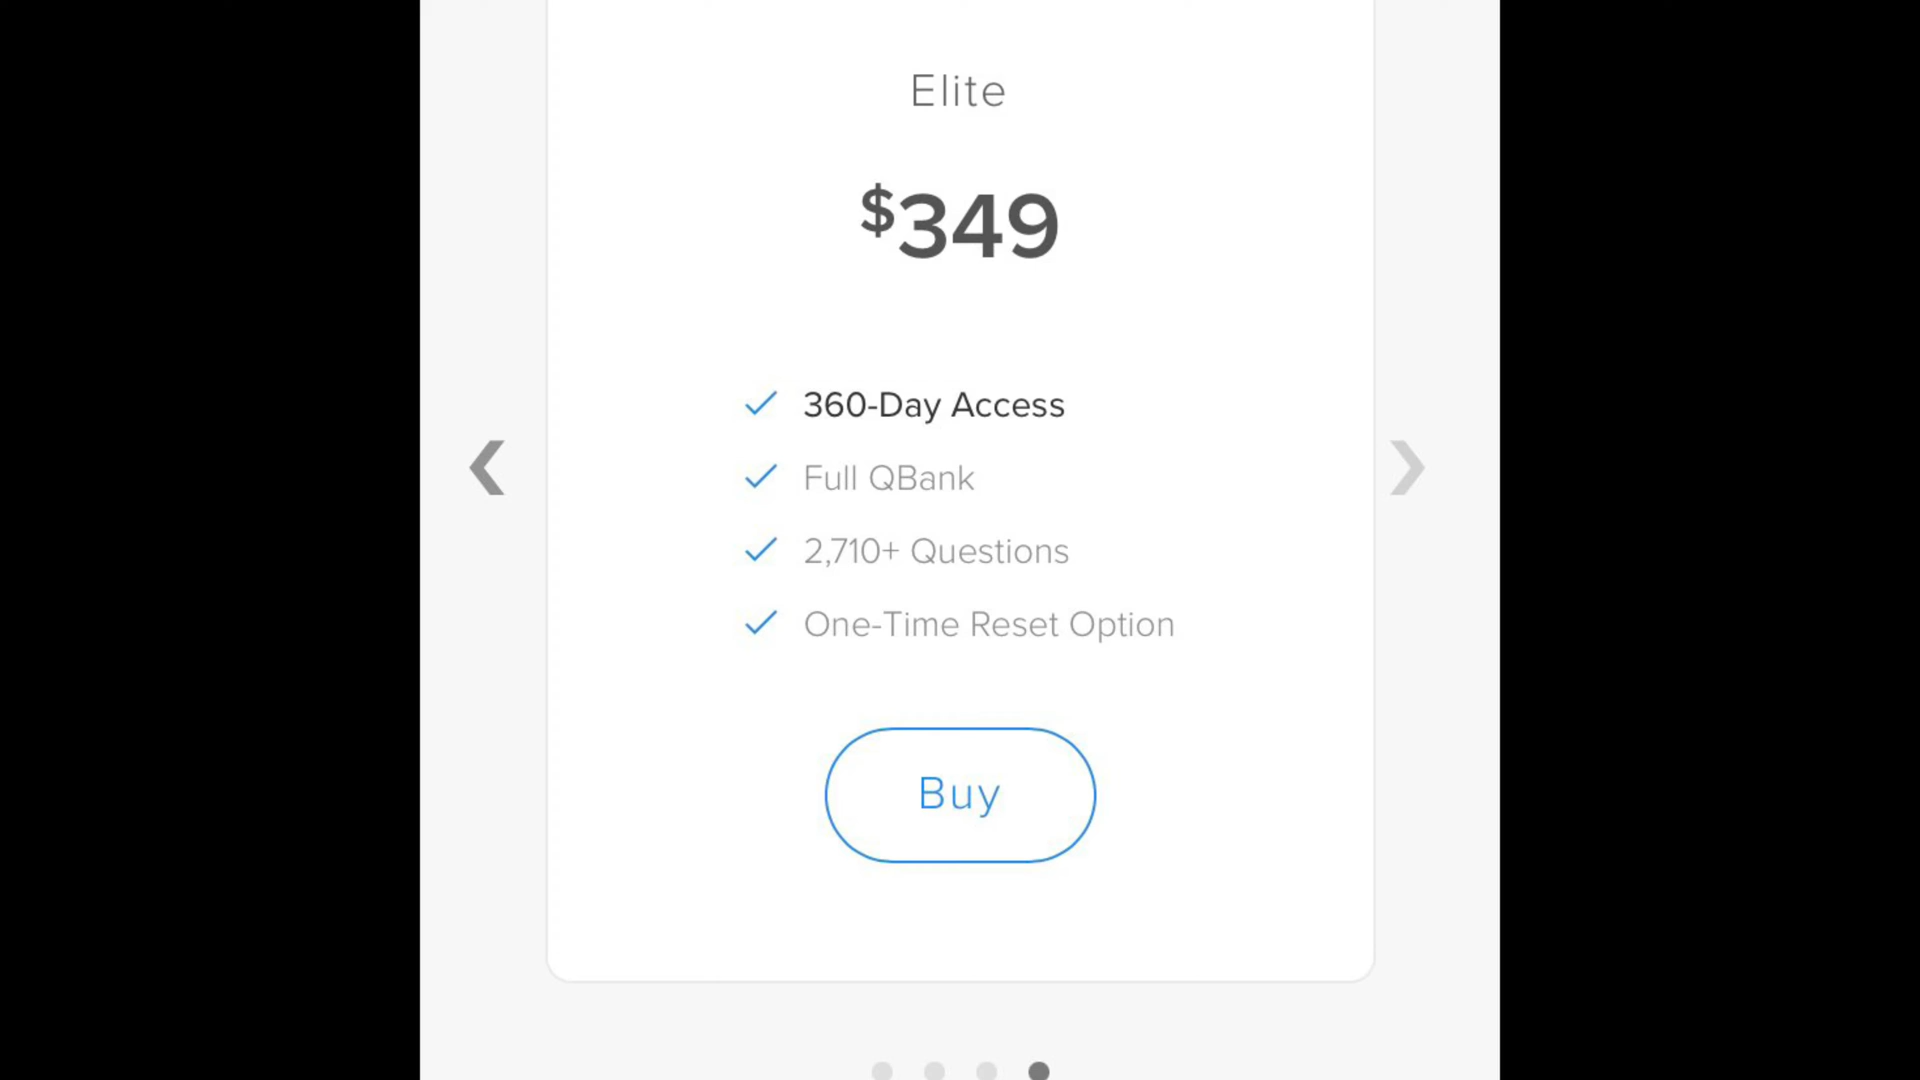 Elite
$349
360-Day Access
Full QBank
2,710+ Questions
One-Time Reset Option
Buy